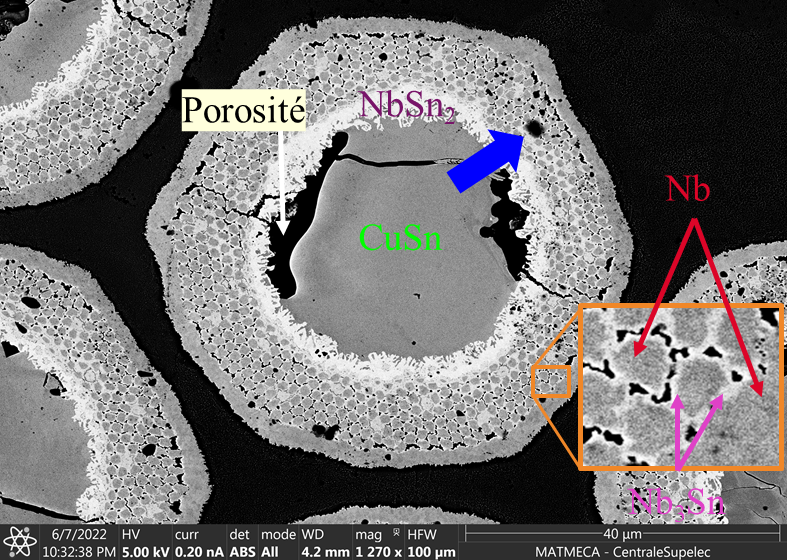 Porosité
NbSn₂
Nb
CuSn
Nb₃Sn
6/7/2022 HV curr det mode WD mag HFW 40 µm
10:32:38 PM 5.00 kV 0.20 nA ABS All 4.2 mm 1 270 x 100 µm MATMECA - CentraleSupelec